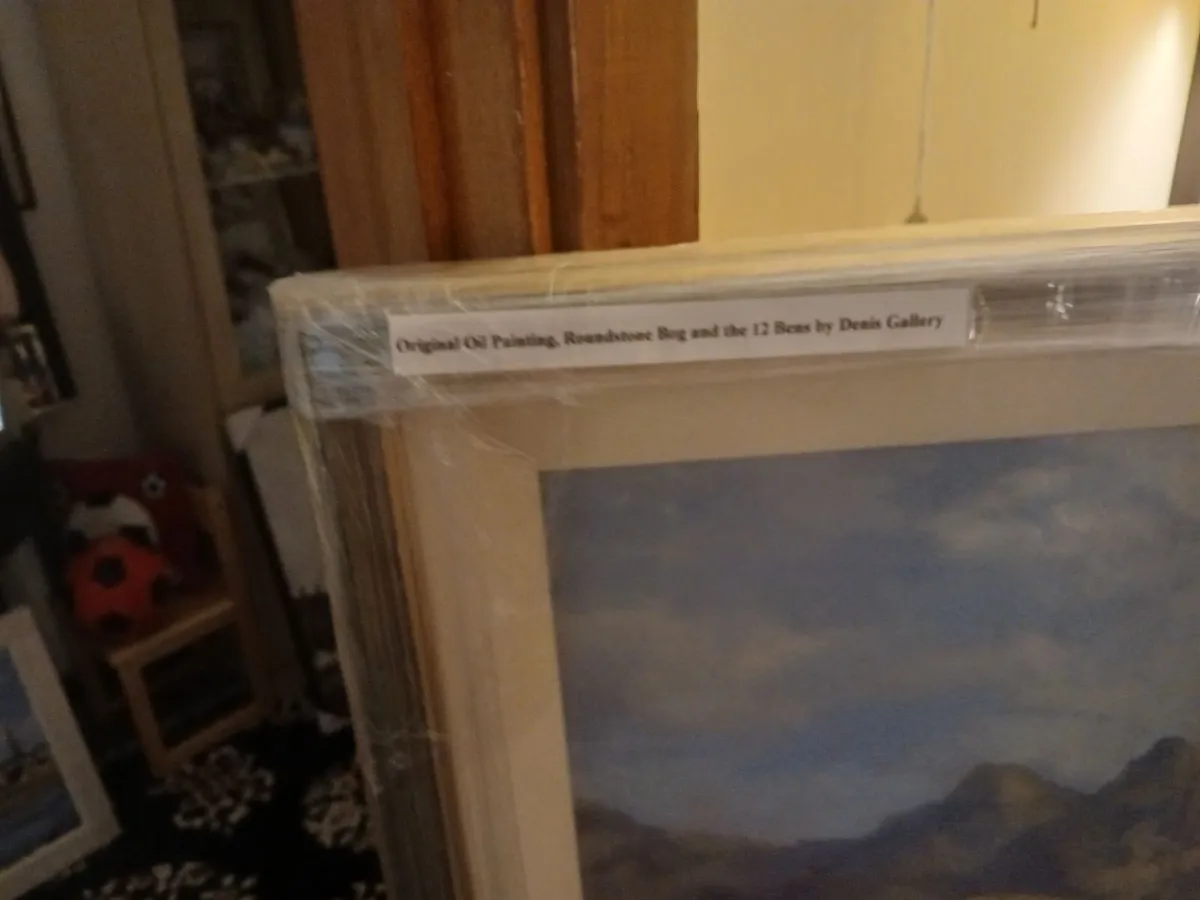 Original Oil Painting, Roundstone Bog and the 12 Bens by Denis Gallery